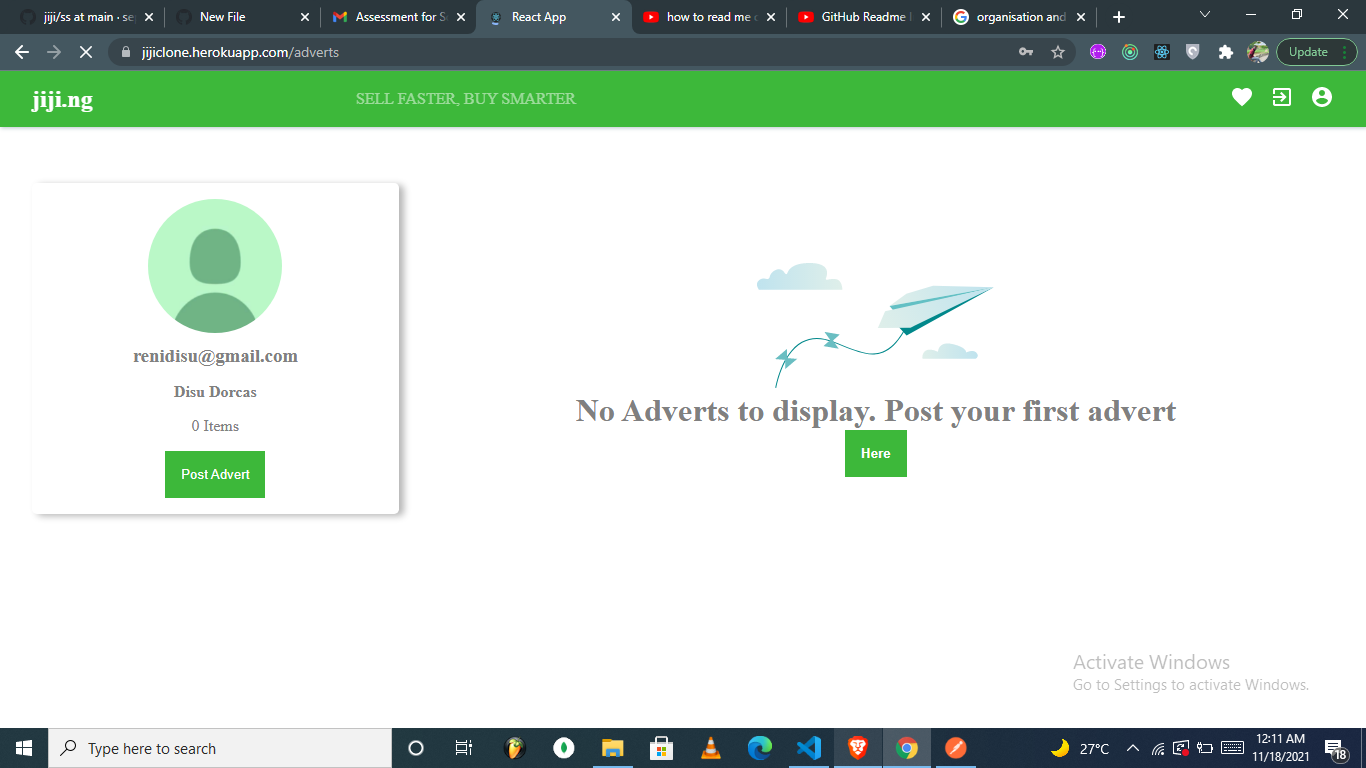 jiji/ss at main · se
New File
Assessment for S
React App
how to read me
GitHub Readme
organisation and
jijiclone.herokuapp.com/adverts
Update
jiji.ng
SELL FASTER, BUY SMARTER
renidisu@gmail.com
Disu Dorcas
0 Items
Post Advert
No Adverts to display. Post your first advert
Here
Activate Windows
Go to Settings to activate Windows.
Type here to search
27°C
12:11 AM
11/18/2021
18